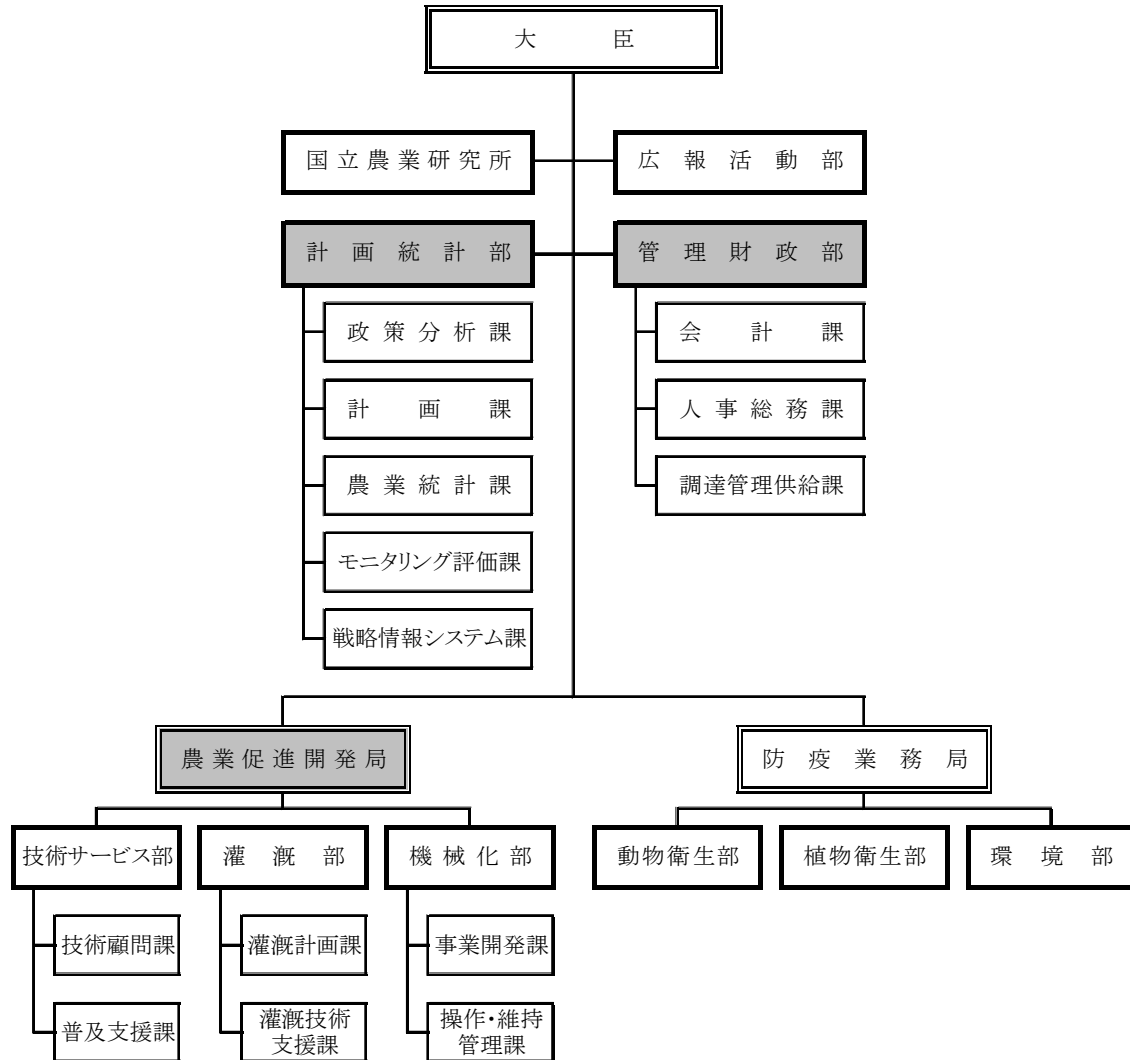 大臣
国立農業研究所
広報活動部
計画統計部
管理財政部
政策分析課
会計課
計画課
人事総務課
農業統計課
調達管理供給課
モニタリング評価課
戦略情報システム課
農業促進開発局
防疫業務局
技術サービス部
灌漑部
機械化部
動物衛生部
植物衛生部
環境部
技術顧問課
灌漑計画課
事業開発課
普及支援課
灌漑技術
支援課
操作・維持
管理課